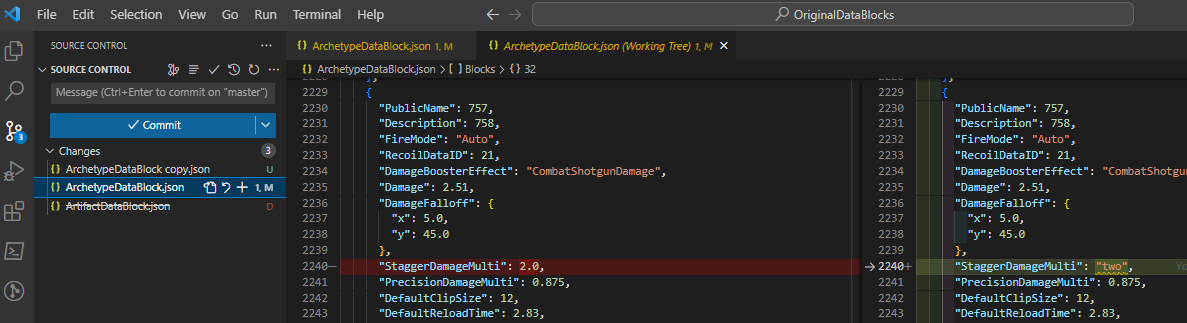 File Edit Selection View Go Run Terminal Help
OriginalDataBlocks
SOURCE CONTROL
SOURCE CONTROL
Message (Ctrl+Enter to commit on "master")
Commit
Changes 3
ArchetypeDataBlock copy.json U
ArchetypeDataBlock.json 1, M
ArtifactDataBlock.json D
3
ArchetypeDataBlock.json 1, M
ArchetypeDataBlock.json (Working Tree) 1, M
ArchetypeDataBlock.json > [ ] Blocks > {} 32
2229 {
2230 "PublicName": 757,
2231 "Description": 758,
2232 "FireMode": "Auto",
2233 "RecoilDataID": 21,
2234 "DamageBoosterEffect": "CombatShotgunDamage",
2235 "Damage": 2.51,
2236 "DamageFalloff": {
2237 "x": 5.0,
2238 "y": 45.0
2239 },
2240 "StaggerDamageMulti": 2.0,
2241 "PrecisionDamageMulti": 0.875,
2242 "DefaultClipSize": 12,
2243 "DefaultReloadTime": 2.83,
2229 {
2230 "PublicName": 757,
2231 "Description": 758,
2232 "FireMode": "Auto",
2233 "RecoilDataID": 21,
2234 "DamageBoosterEffect": "CombatShot
2235 "Damage": 2.51,
2236 "DamageFalloff": {
2237 "x": 5.0,
2238 "y": 45.0
2239 },
2240+ "StaggerDamageMulti": "two",
2241 "PrecisionDamageMulti": 0.875,
2242 "DefaultClipSize": 12,
2243 "DefaultReloadTime": 2.83,